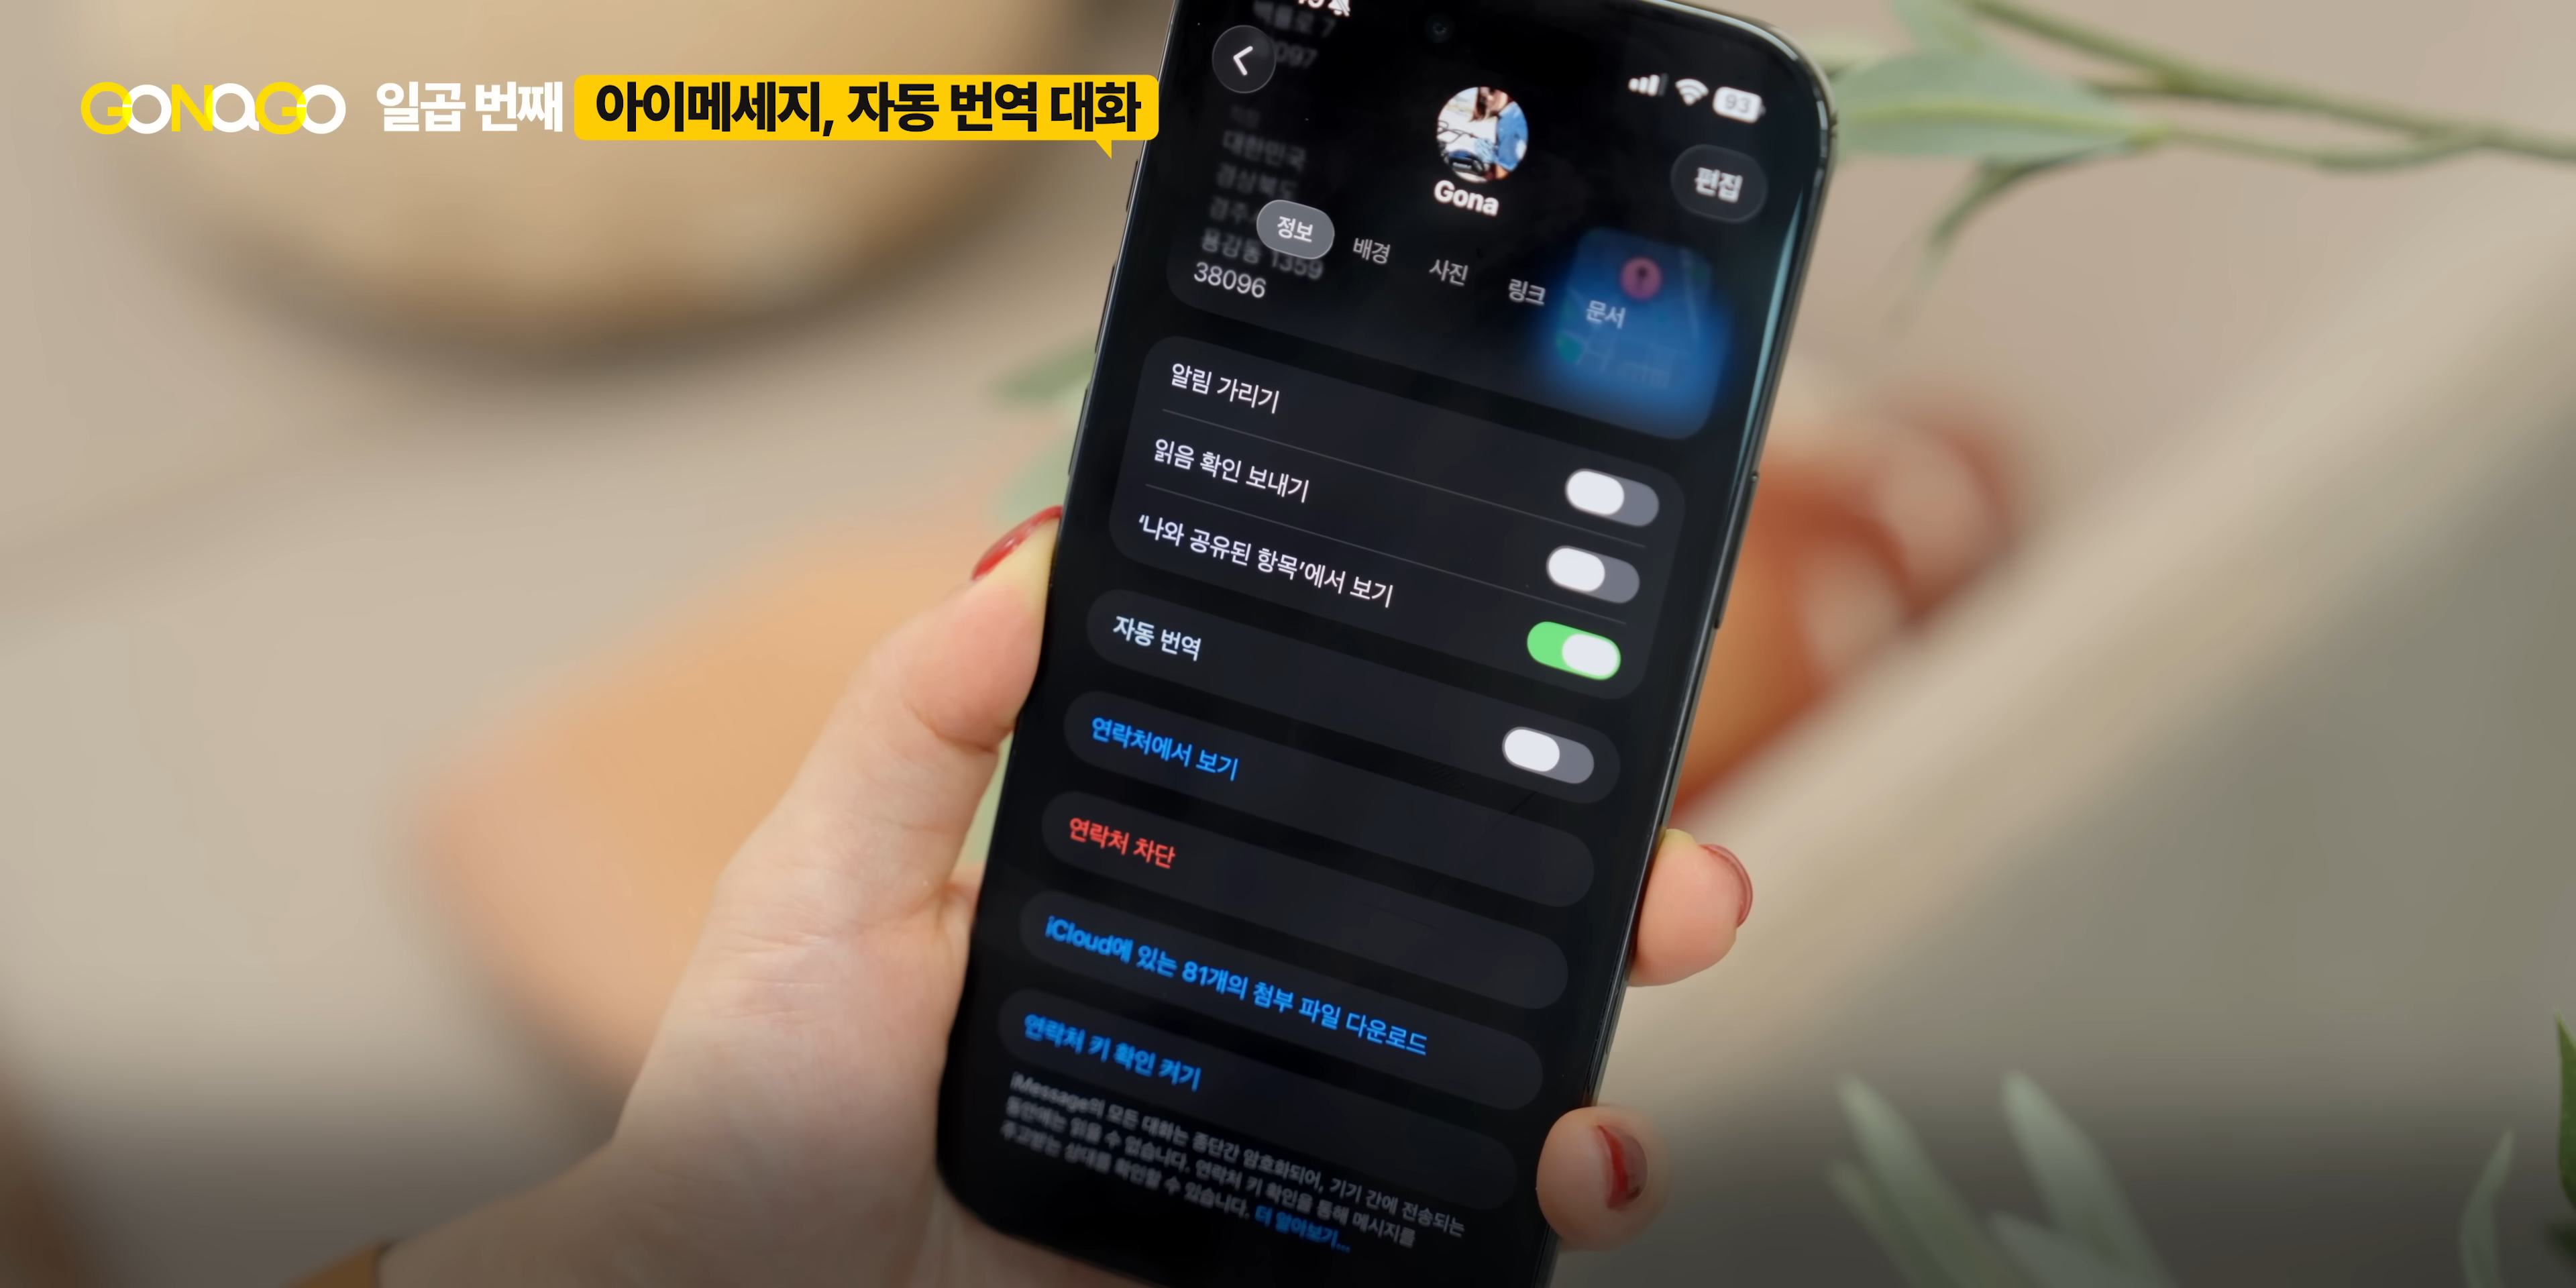 GONaGO 일곱 번째 아이메세지, 자동 번역 대화
93
편집
Gona
대한민국
경상북도
경주
용강동 1359
38096
정보 배경 사진 링크 문서
알림 가리기
읽음 확인 보내기
‘나와 공유된 항목’에서 보기
자동 번역
연락처에서 보기
연락처 차단
iCloud에 있는 81개의 첨부 파일 다운로드
연락처 키 확인 켜기
iMessage의 모든 대화는 종단간 암호화되어, 기기 간에 전송되는
동안에는 읽을 수 없습니다. 연락처 키 확인을 통해 메시지를
주고받는 상대를 확인할 수 있습니다. 더 알아보기...